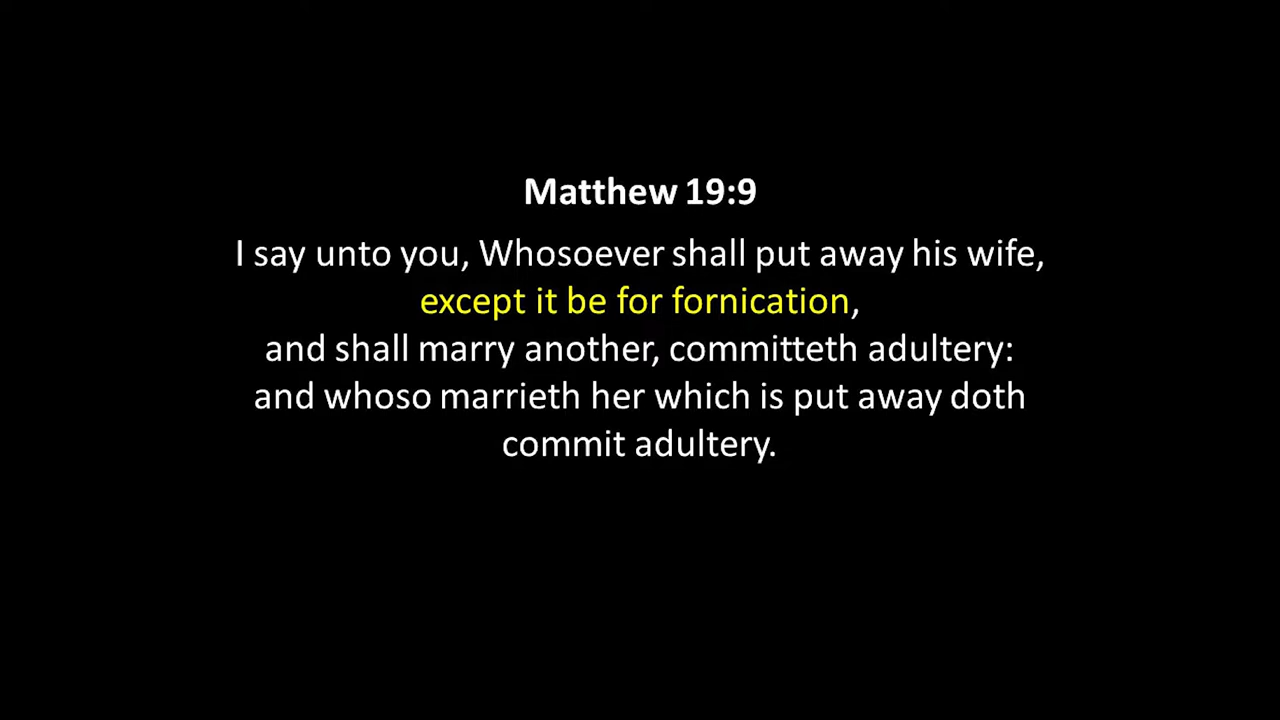 Matthew 19:9
I say unto you, Whosoever shall put away his wife,
except it be for fornication,
and shall marry another, committeth adultery:
and whoso marrieth her which is put away doth
commit adultery.